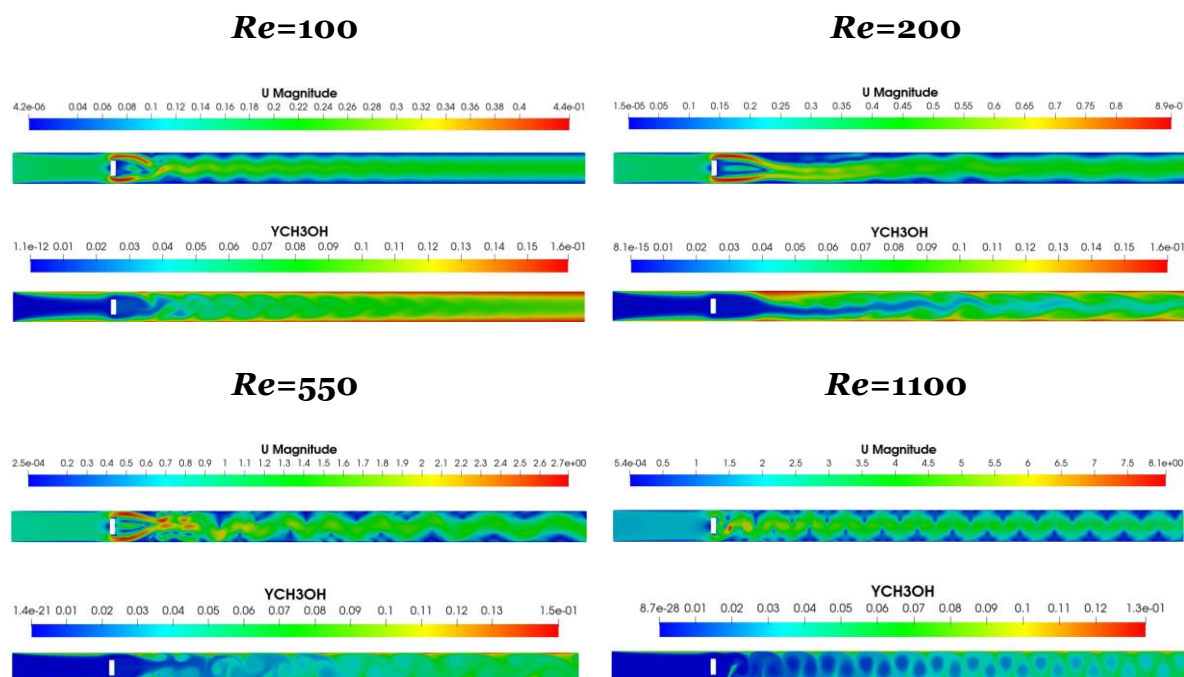 Re=100
U Magnitude
4.2e-06 0.04 0.06 0.08 0.1 0.12 0.14 0.16 0.18 0.2 0.22 0.24 0.26 0.28 0.3 0.32 0.34 0.36 0.38 0.4 4.4e-01
YCH3OH
1.1e-12 0.01 0.02 0.03 0.04 0.05 0.06 0.07 0.08 0.09 0.1 0.11 0.12 0.13 0.14 0.15 1.6e-01
Re=200
U Magnitude
1.5e-05 0.05 0.1 0.15 0.2 0.25 0.3 0.35 0.4 0.45 0.5 0.55 0.6 0.65 0.7 0.75 0.8 8.9e-01
YCH3OH
8.1e-15 0.01 0.02 0.03 0.04 0.05 0.06 0.07 0.08 0.09 0.1 0.11 0.12 0.13 0.14 0.15 1.6e-01
Re=550
U Magnitude
2.5e-04 0.2 0.3 0.4 0.5 0.6 0.7 0.8 0.9 1 1.1 1.2 1.3 1.4 1.5 1.6 1.7 1.8 1.9 2 2.1 2.2 2.3 2.4 2.5 2.7e+00
YCH3OH
1.4e-21 0.01 0.02 0.03 0.04 0.05 0.06 0.07 0.08 0.09 0.1 0.11 0.12 0.13 1.5e-01
Re=1100
U Magnitude
5.4e-04 0.5 1 1.5 2 2.5 3 3.5 4 4.5 5 5.5 6 6.5 7 7.5 8.1e+00
YCH3OH
8.7e-28 0.01 0.02 0.03 0.04 0.05 0.06 0.07 0.08 0.09 0.1 0.11 0.12 1.3e-01